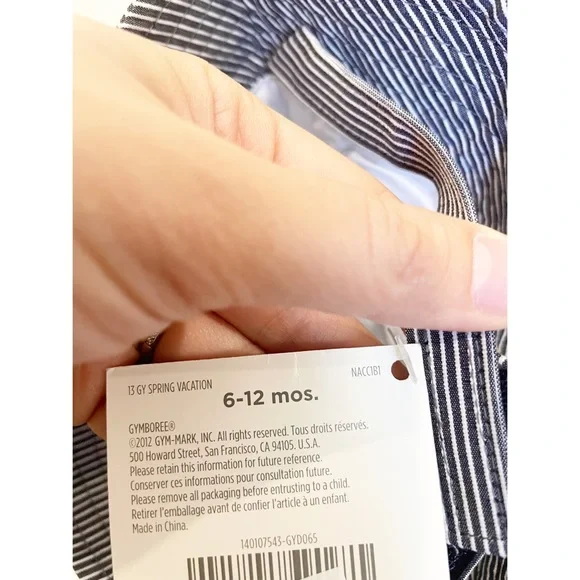 13 GY SPRING VACATION
NACC1B1
6-12 mos.
GYMBOREE®
©2012 GYM-MARK, INC. All rights reserved. Tous droits réservés.
500 Howard Street, San Francisco, CA 94105. U.S.A.
Please retain this information for future reference.
Conserver ces informations pour consultation future.
Please remove all packaging before entrusting to a child.
Retirer l'emballage avant de confier l'article à un enfant.
Made in China.
140107543-GYD065